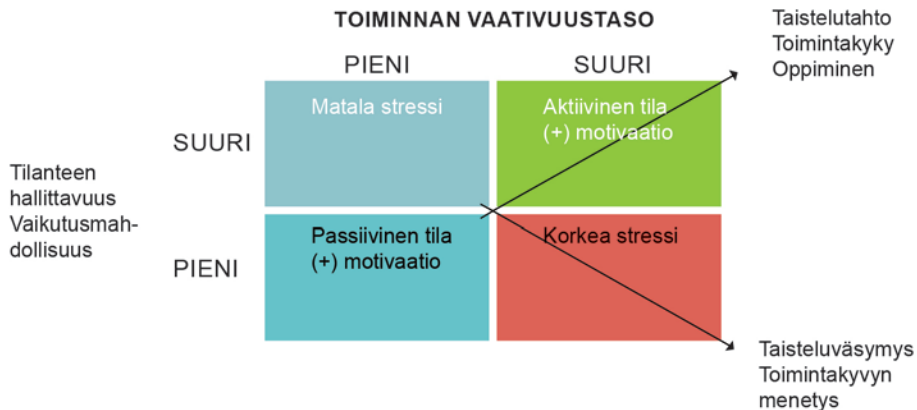 TOIMINNAN VAATIVUUSTASO
PIENI
SUURI
Taistelutahto
Toimintakyky
Oppiminen
Tilanteen
hallittavuus
Vaikutusmah-
dollisuus
SUURI
Matala stressi
Aktiivinen tila
(+) motivaatio
PIENI
Passiivinen tila
(+) motivaatio
Korkea stressi
Taisteluväsymys
Toimintakyvyn
menetys